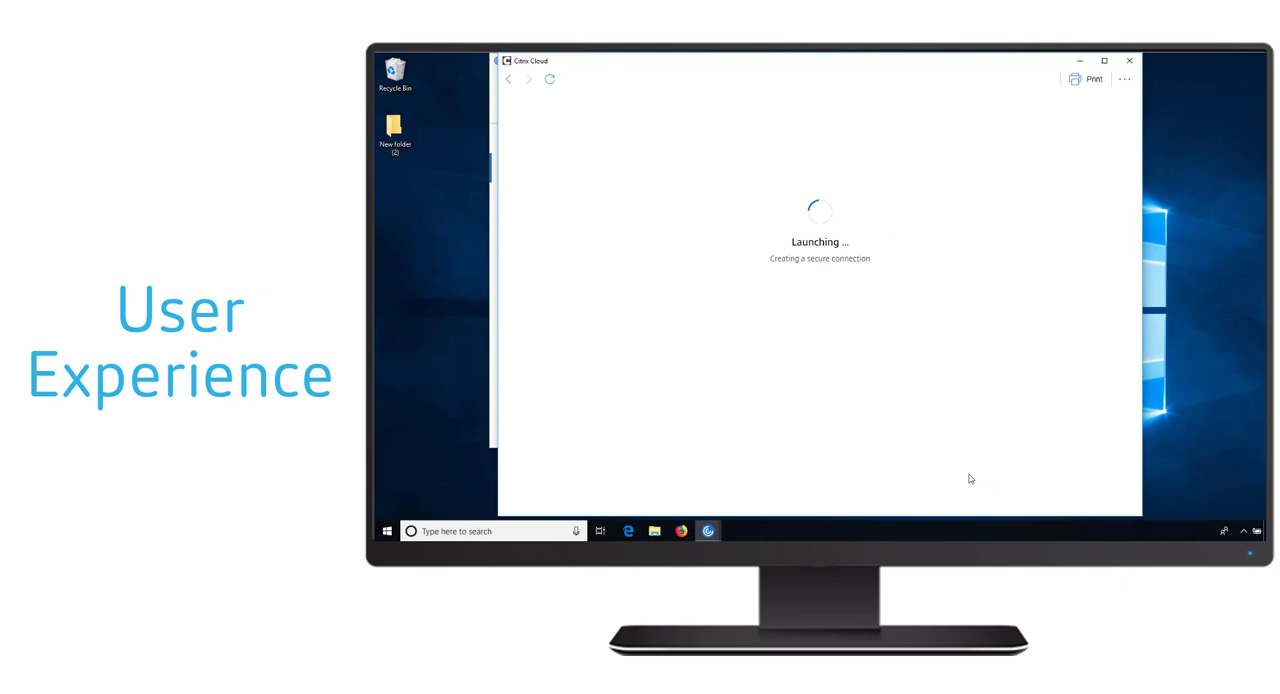 User
Experience
Recycle Bin
New folder
(2)
Citrix Cloud
Print
Launching ...
Creating a secure connection
Type here to search